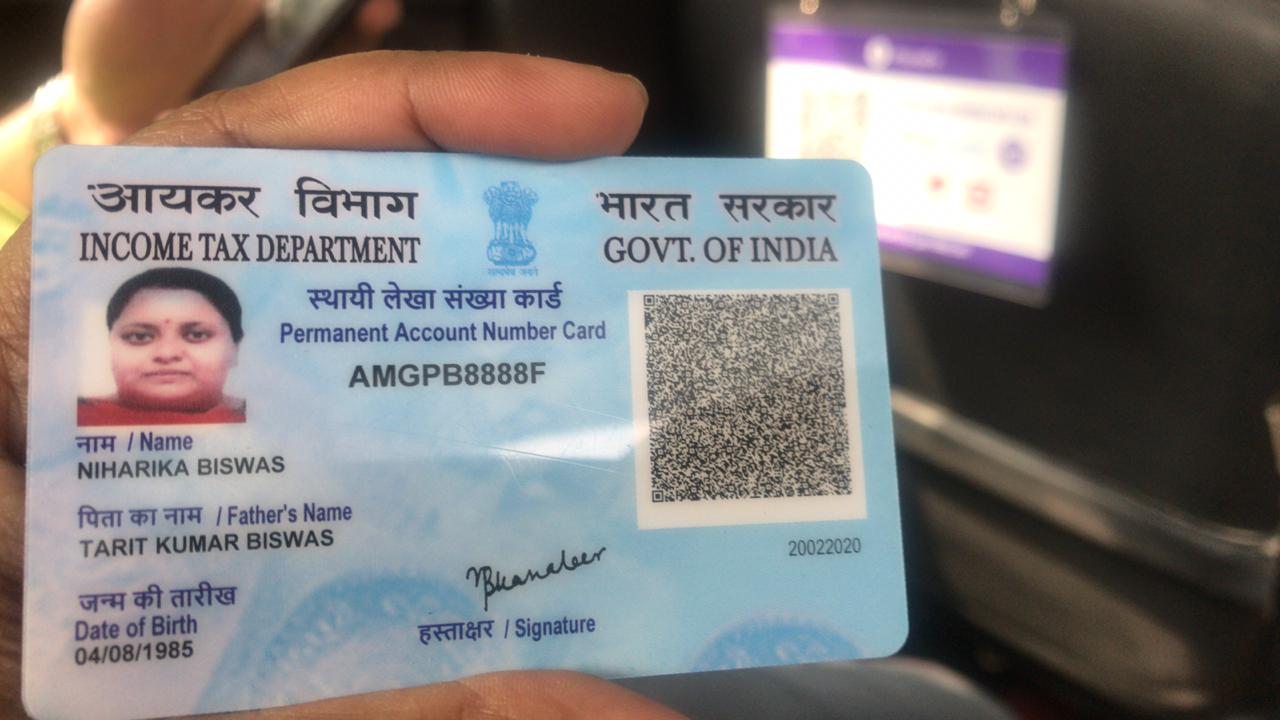 आयकर विभाग
INCOME TAX DEPARTMENT
सत्यमेव जयते
भारत सरकार
GOVT. OF INDIA
स्थायी लेखा संख्या कार्ड
Permanent Account Number Card
AMGPB8888F
नाम / Name
NIHARIKA BISWAS
पिता का नाम / Father's Name
TARIT KUMAR BISWAS
20022020
जन्म की तारीख
Date of Birth
04/08/1985
हस्ताक्षर / Signature